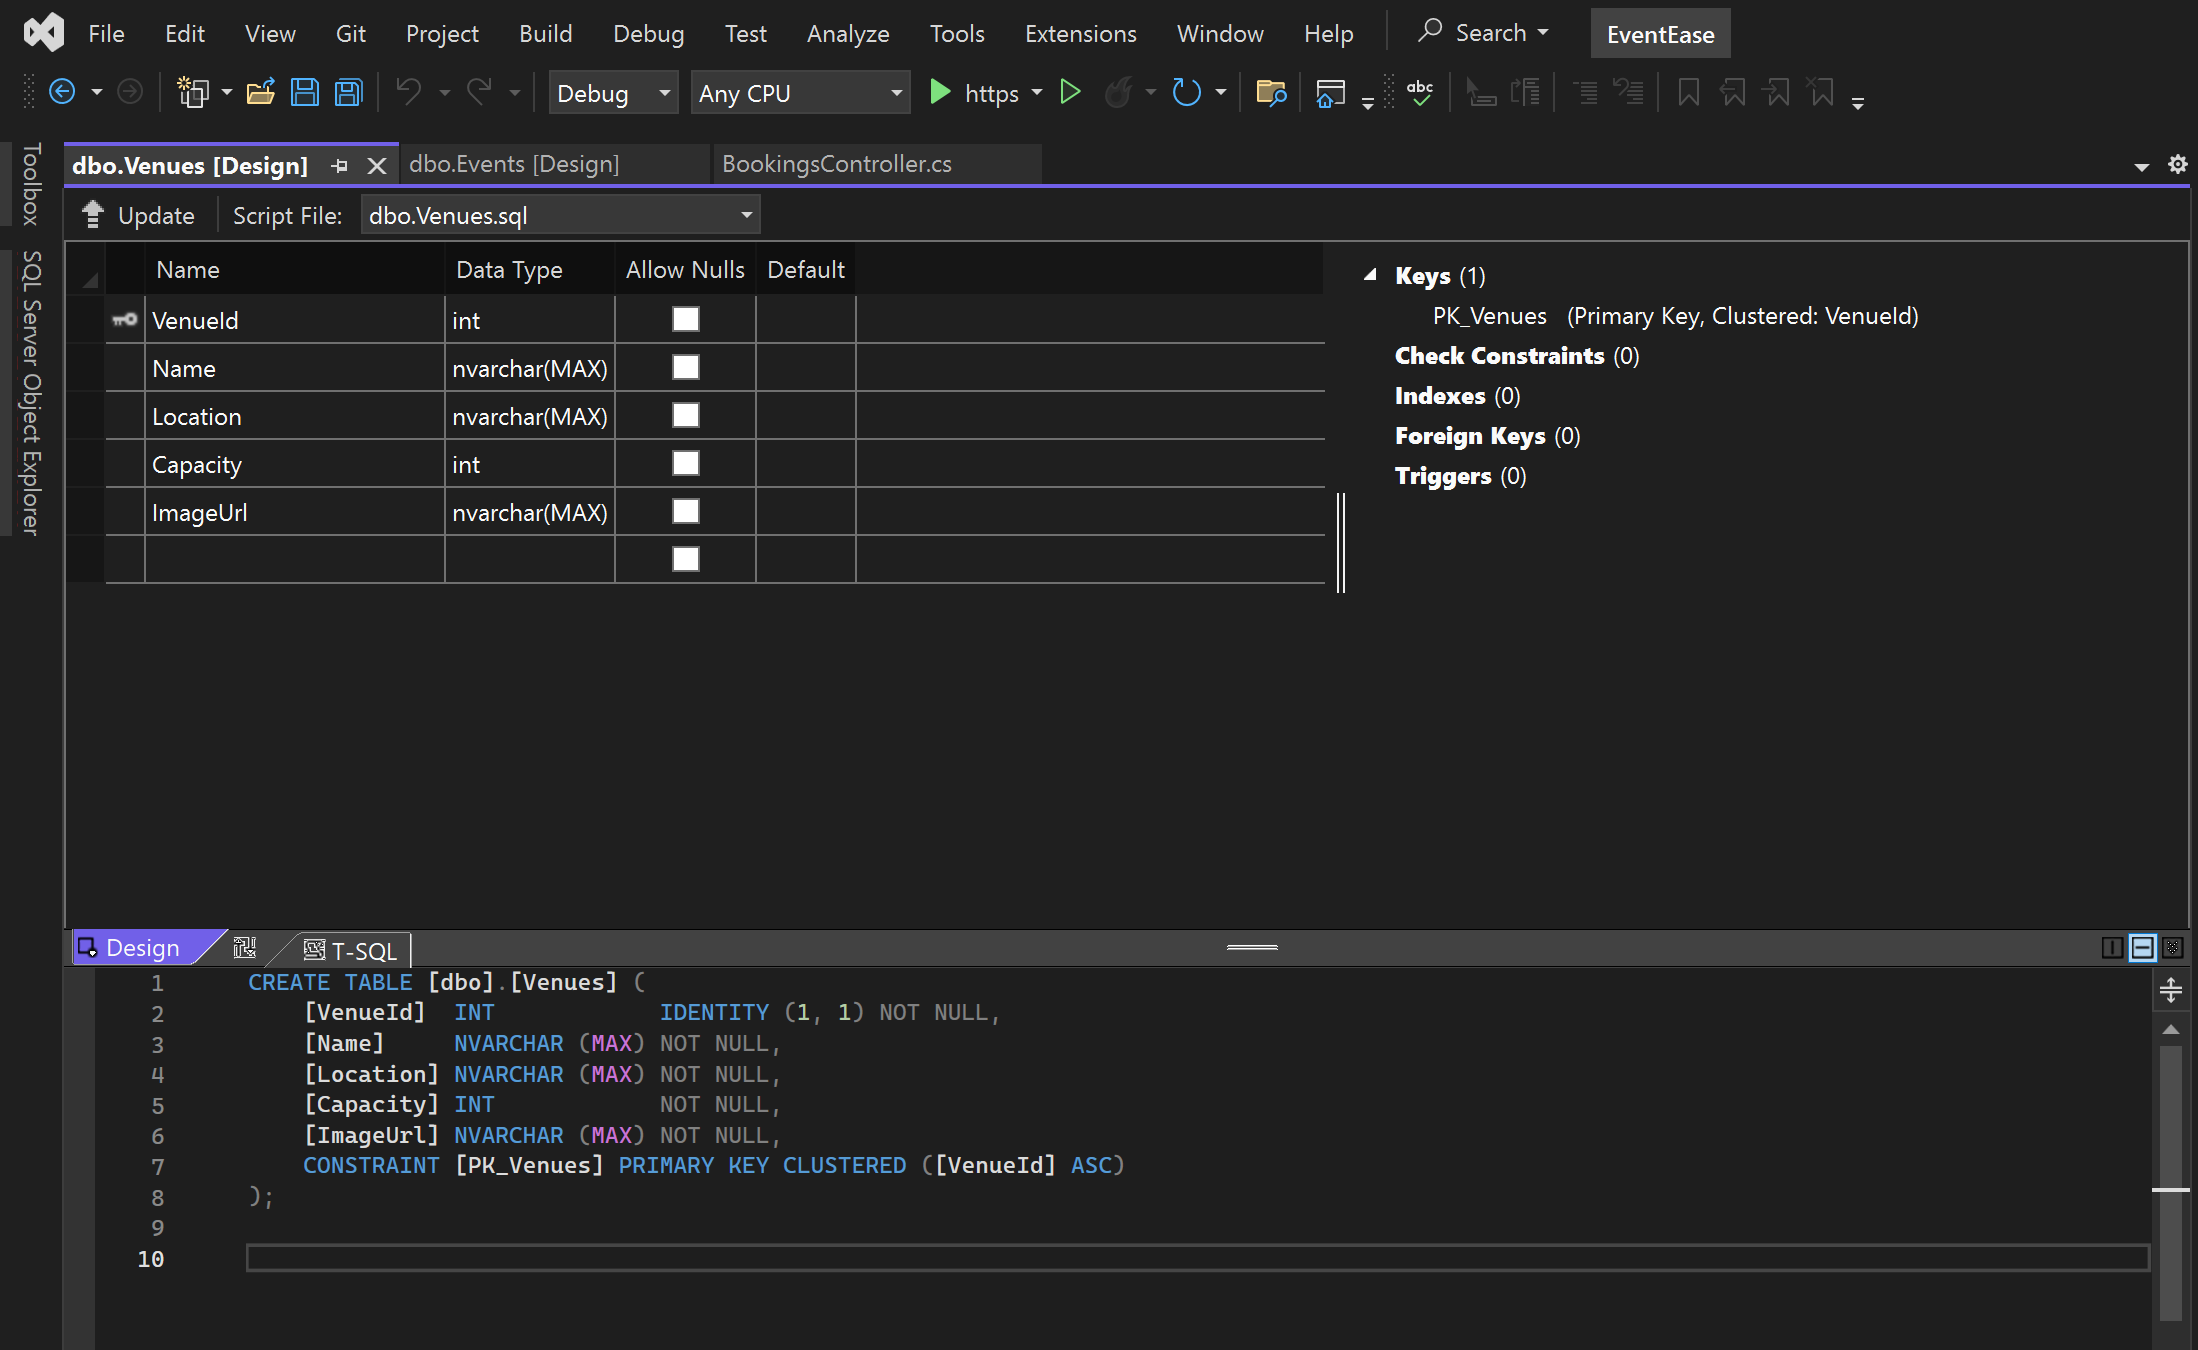 File Edit View Git Project Build Debug Test Analyze Tools Extensions Window Help Search EventEase
Debug Any CPU https abc
Toolbox
SQL Server Object Explorer
dbo.Venues [Design] dbo.Events [Design] BookingsController.cs
Update Script File: dbo.Venues.sql
Name Data Type Allow Nulls Default
VenueId int
Name nvarchar(MAX)
Location nvarchar(MAX)
Capacity int
ImageUrl nvarchar(MAX)
Keys (1)
PK_Venues (Primary Key, Clustered: VenueId)
Check Constraints (0)
Indexes (0)
Foreign Keys (0)
Triggers (0)
Design T-SQL
1 CREATE TABLE [dbo].[Venues] (
2 [VenueId] INT IDENTITY (1, 1) NOT NULL,
3 [Name] NVARCHAR (MAX) NOT NULL,
4 [Location] NVARCHAR (MAX) NOT NULL,
5 [Capacity] INT NOT NULL,
6 [ImageUrl] NVARCHAR (MAX) NOT NULL,
7 CONSTRAINT [PK_Venues] PRIMARY KEY CLUSTERED ([VenueId] ASC)
8 );
9
10